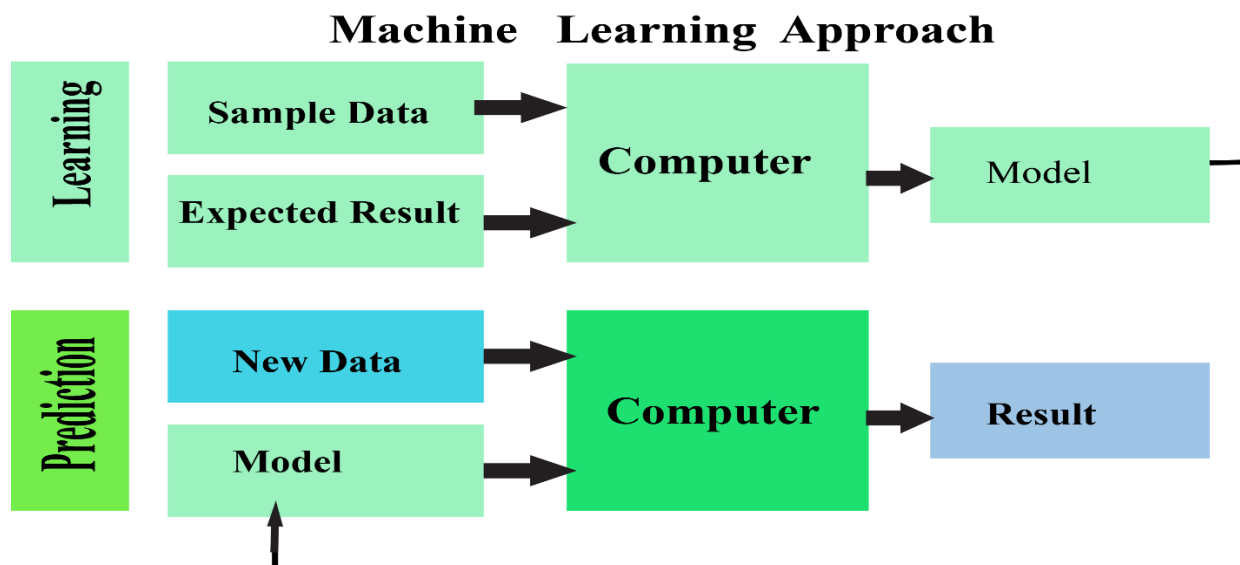 Machine Learning Approach
Learning
Sample Data
Expected Result
Computer
Model
Prediction
New Data
Model
Computer
Result